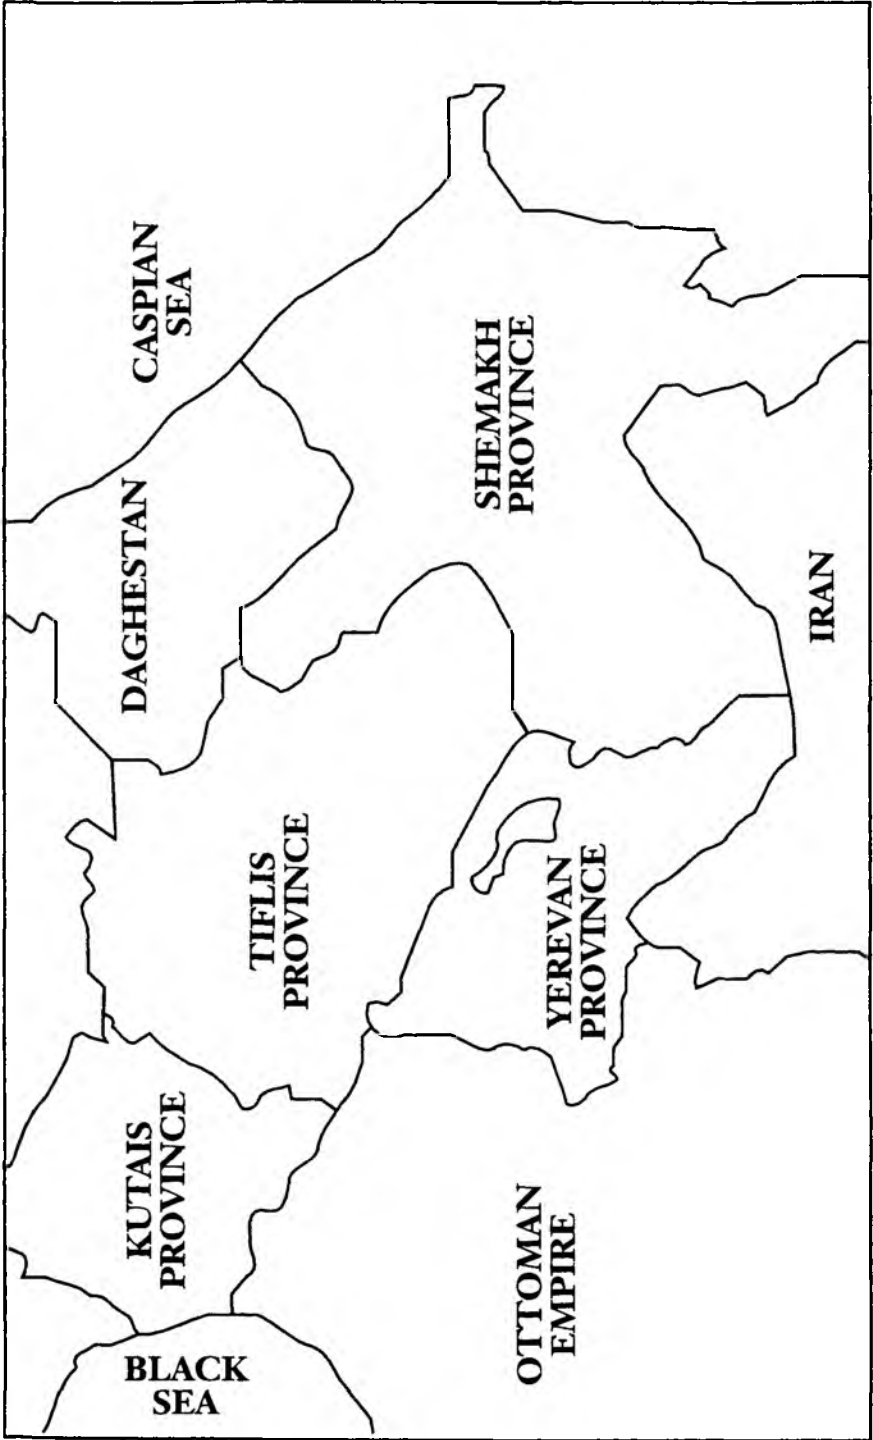 CASPIAN
SEA
DAGHESTAN
SHEMAKH
PROVINCE
IRAN
TIFLIS
PROVINCE
YEREVAN
PROVINCE
KUTAIS
PROVINCE
OTTOMAN
EMPIRE
BLACK
SEA